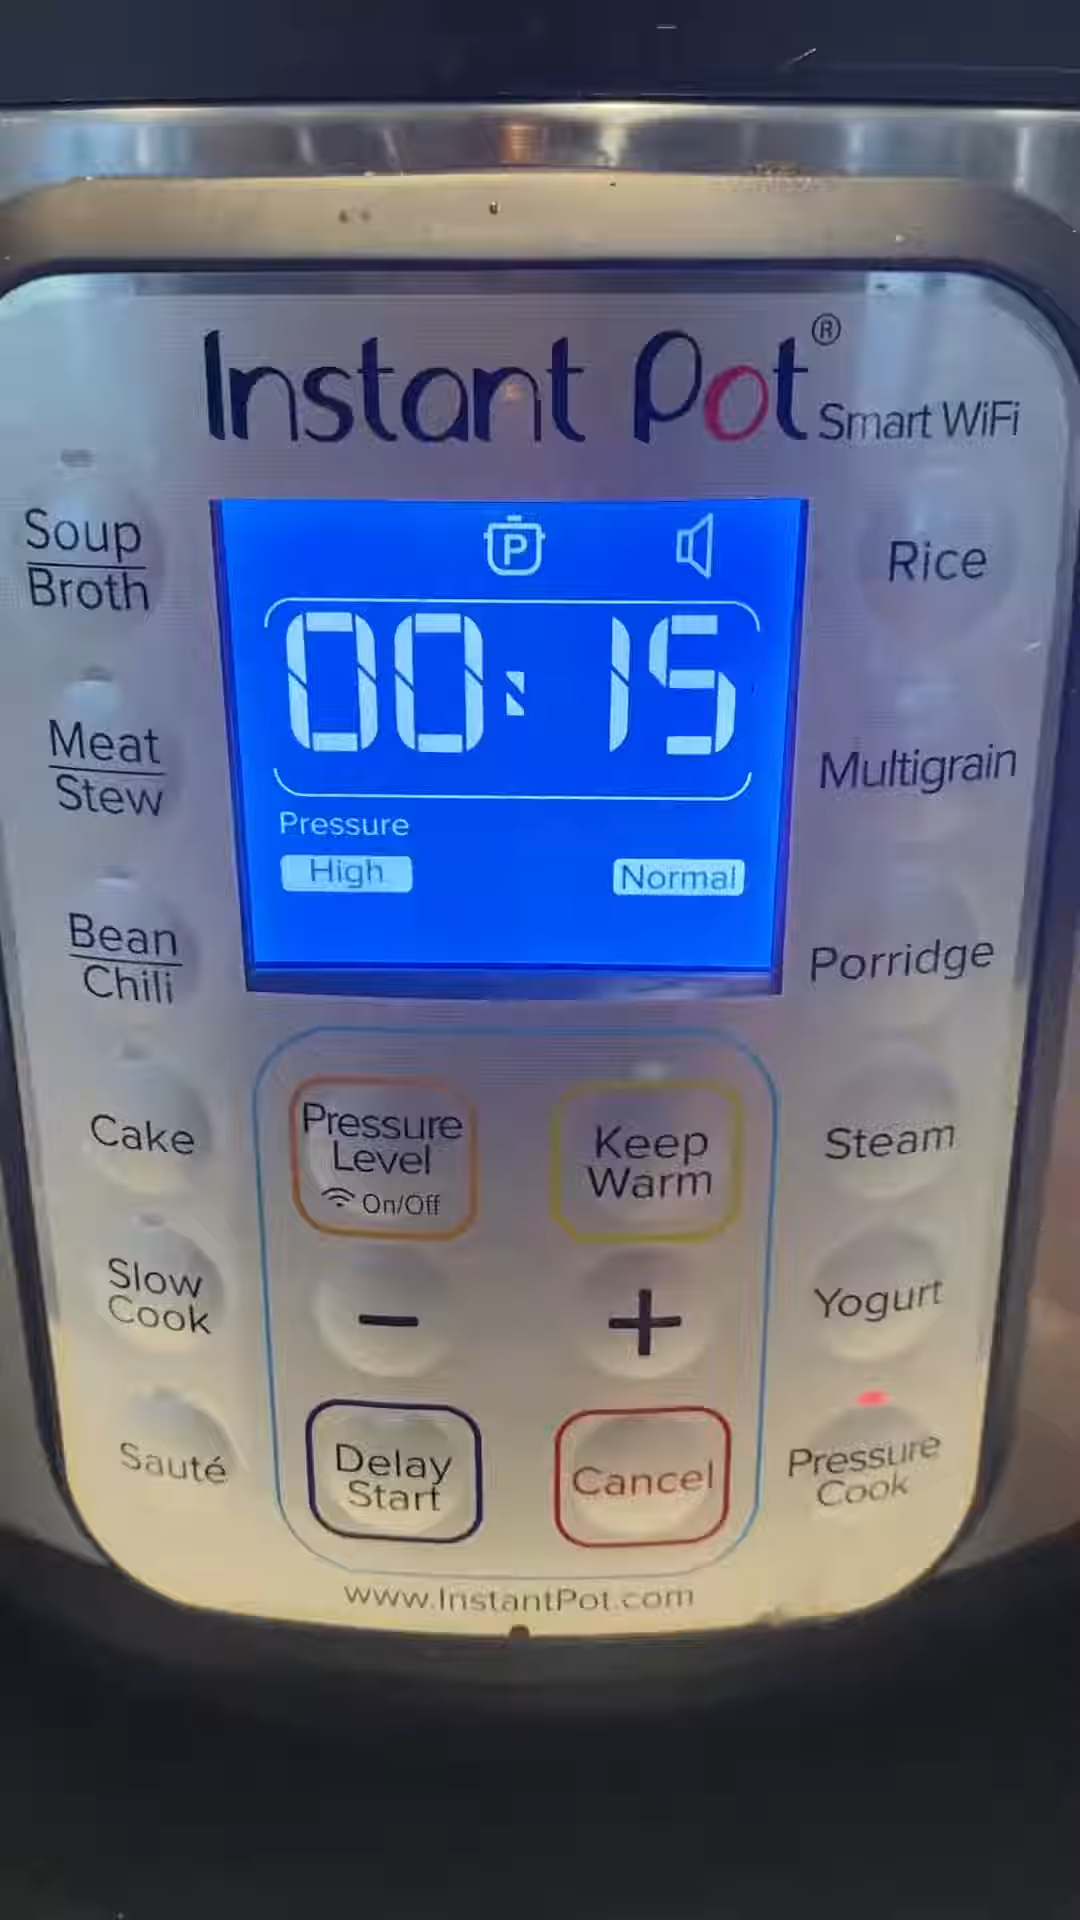 Instant Pot®
Smart WiFi
P
00:15
Pressure
High
Normal
Soup
Broth
Meat
Stew
Bean
Chili
Cake
Slow
Cook
Sauté
Rice
Multigrain
Porridge
Steam
Yogurt
Pressure
Cook
Pressure
Level
On/Off
Keep
Warm
−
+
Delay
Start
Cancel
www.InstantPot.com